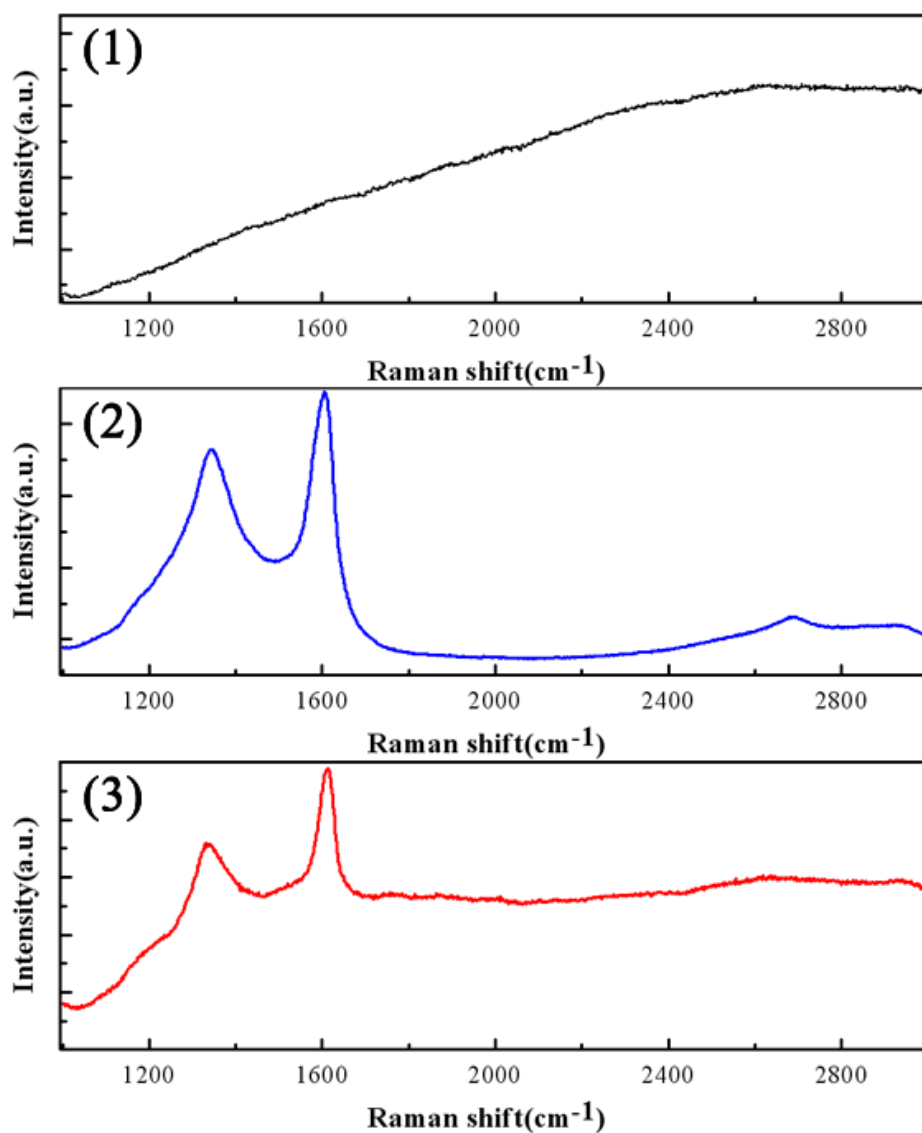 (1)
Intensity(a.u.)
1200 1600 2000 2400 2800
Raman shift(cm-1)
(2)
Intensity(a.u.)
1200 1600 2000 2400 2800
Raman shift(cm-1)
(3)
Intensity(a.u.)
1200 1600 2000 2400 2800
Raman shift(cm-1)